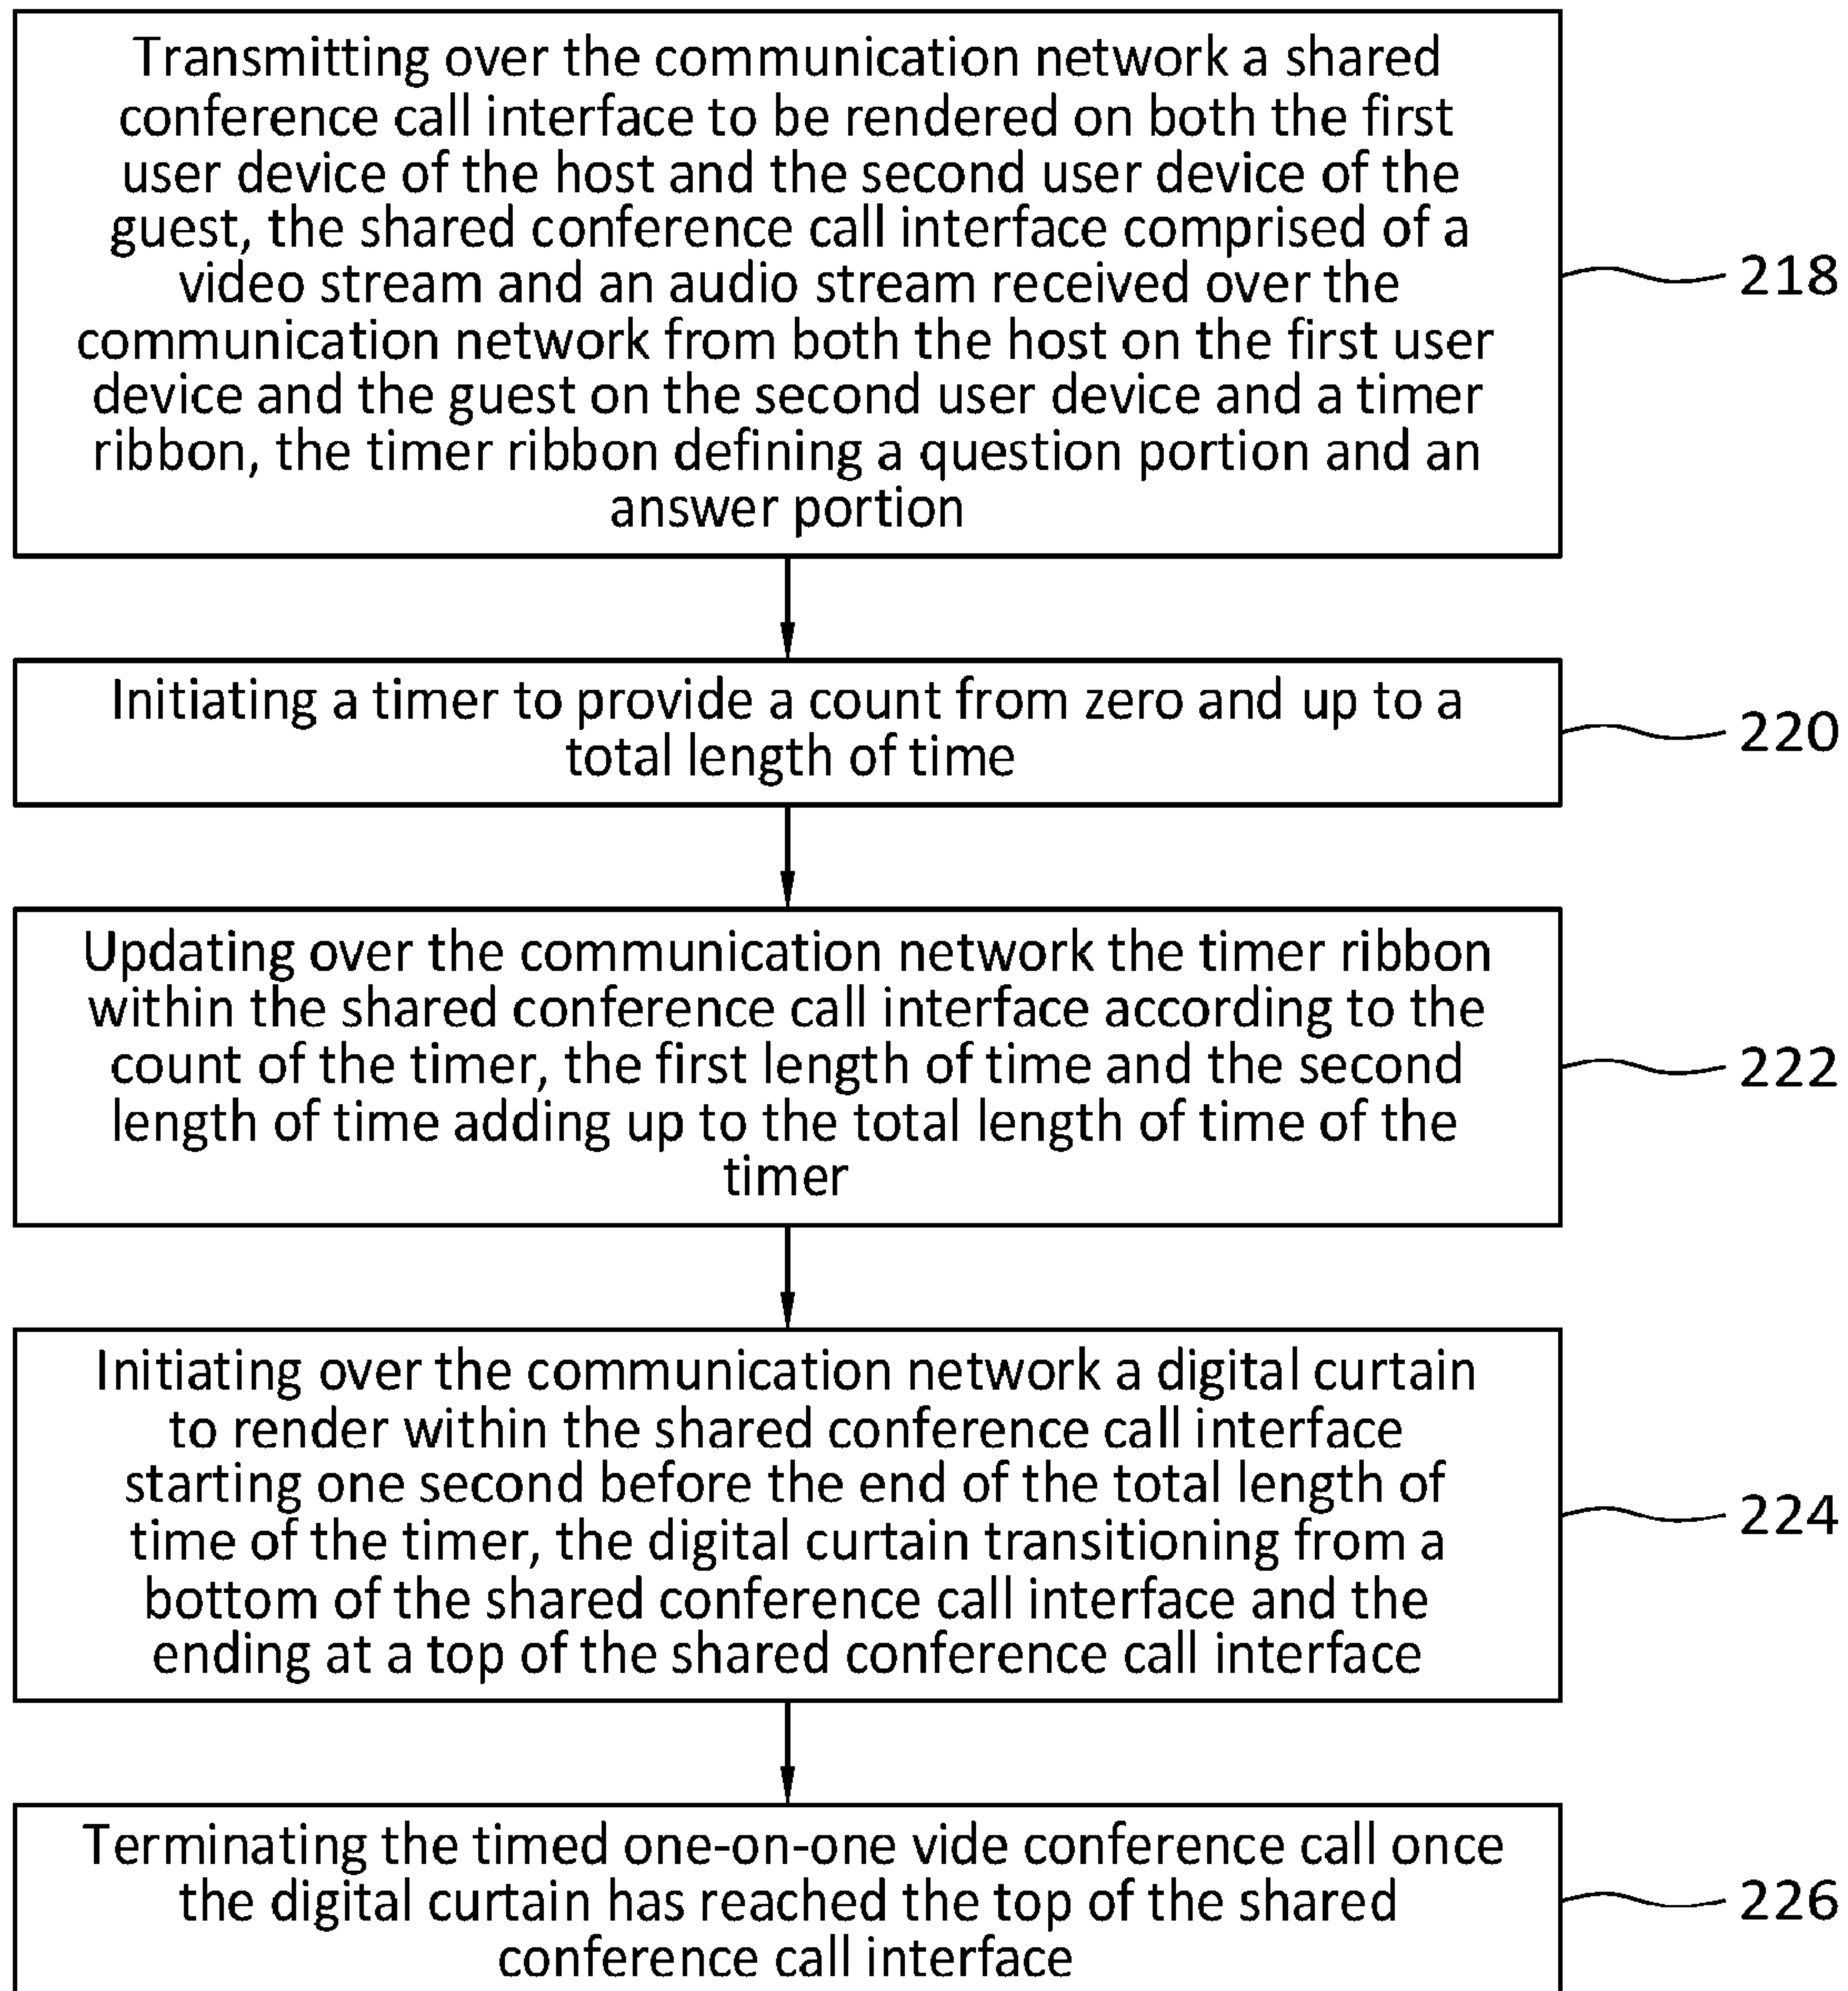 Transmitting over the communication network a shared
conference call interface to be rendered on both the first
user device of the host and the second user device of the
guest, the shared conference call interface comprised of a
video stream and an audio stream received over the
communication network from both the host on the first user
device and the guest on the second user device and a timer
ribbon, the timer ribbon defining a question portion and an
answer portion
218
Initiating a timer to provide a count from zero and up to a
total length of time
220
Updating over the communication network the timer ribbon
within the shared conference call interface according to the
count of the timer, the first length of time and the second
length of time adding up to the total length of time of the
timer
222
Initiating over the communication network a digital curtain
to render within the shared conference call interface
starting one second before the end of the total length of
time of the timer, the digital curtain transitioning from a
bottom of the shared conference call interface and the
ending at a top of the shared conference call interface
224
Terminating the timed one-on-one vide conference call once
the digital curtain has reached the top of the shared
conference call interface
226